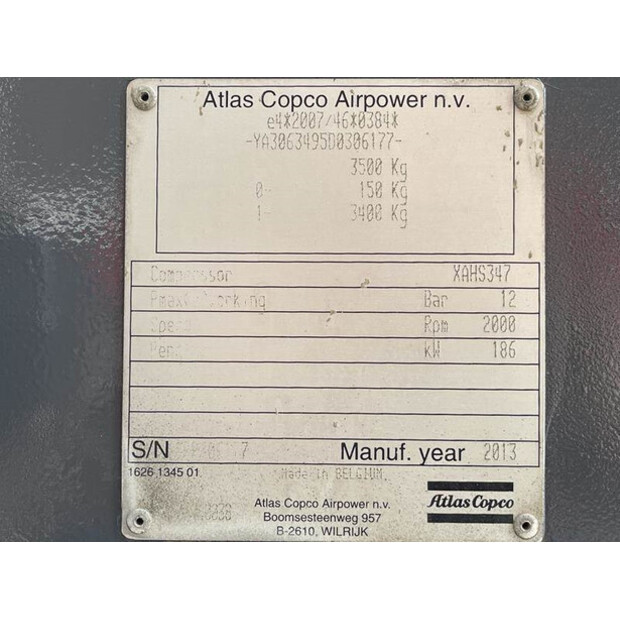 Atlas Copco Airpower n.v.
e4*2007/46*0384*
-YA3063495D0306177-
3500 Kg
0- 150 Kg
1- 3400 Kg
Compressor XAHS347
Bar 12
Rpm 2000
kW 186
S/N Manuf. year 2013
1626 1345 01
Made in BELGIUM.
Atlas Copco Airpower n.v.
Boomsesteenweg 957
B-2610, WILRIJK
Atlas Copco